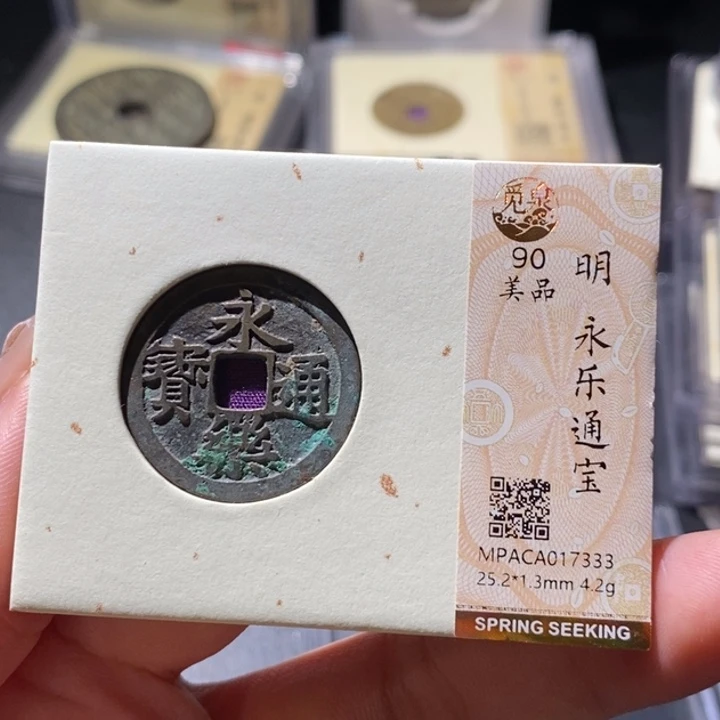 永
寶 通
樂
觅泉
90
美品
明 永乐通宝
MPACA017333
25.2*1.3mm 4.2g
SPRING SEEKING